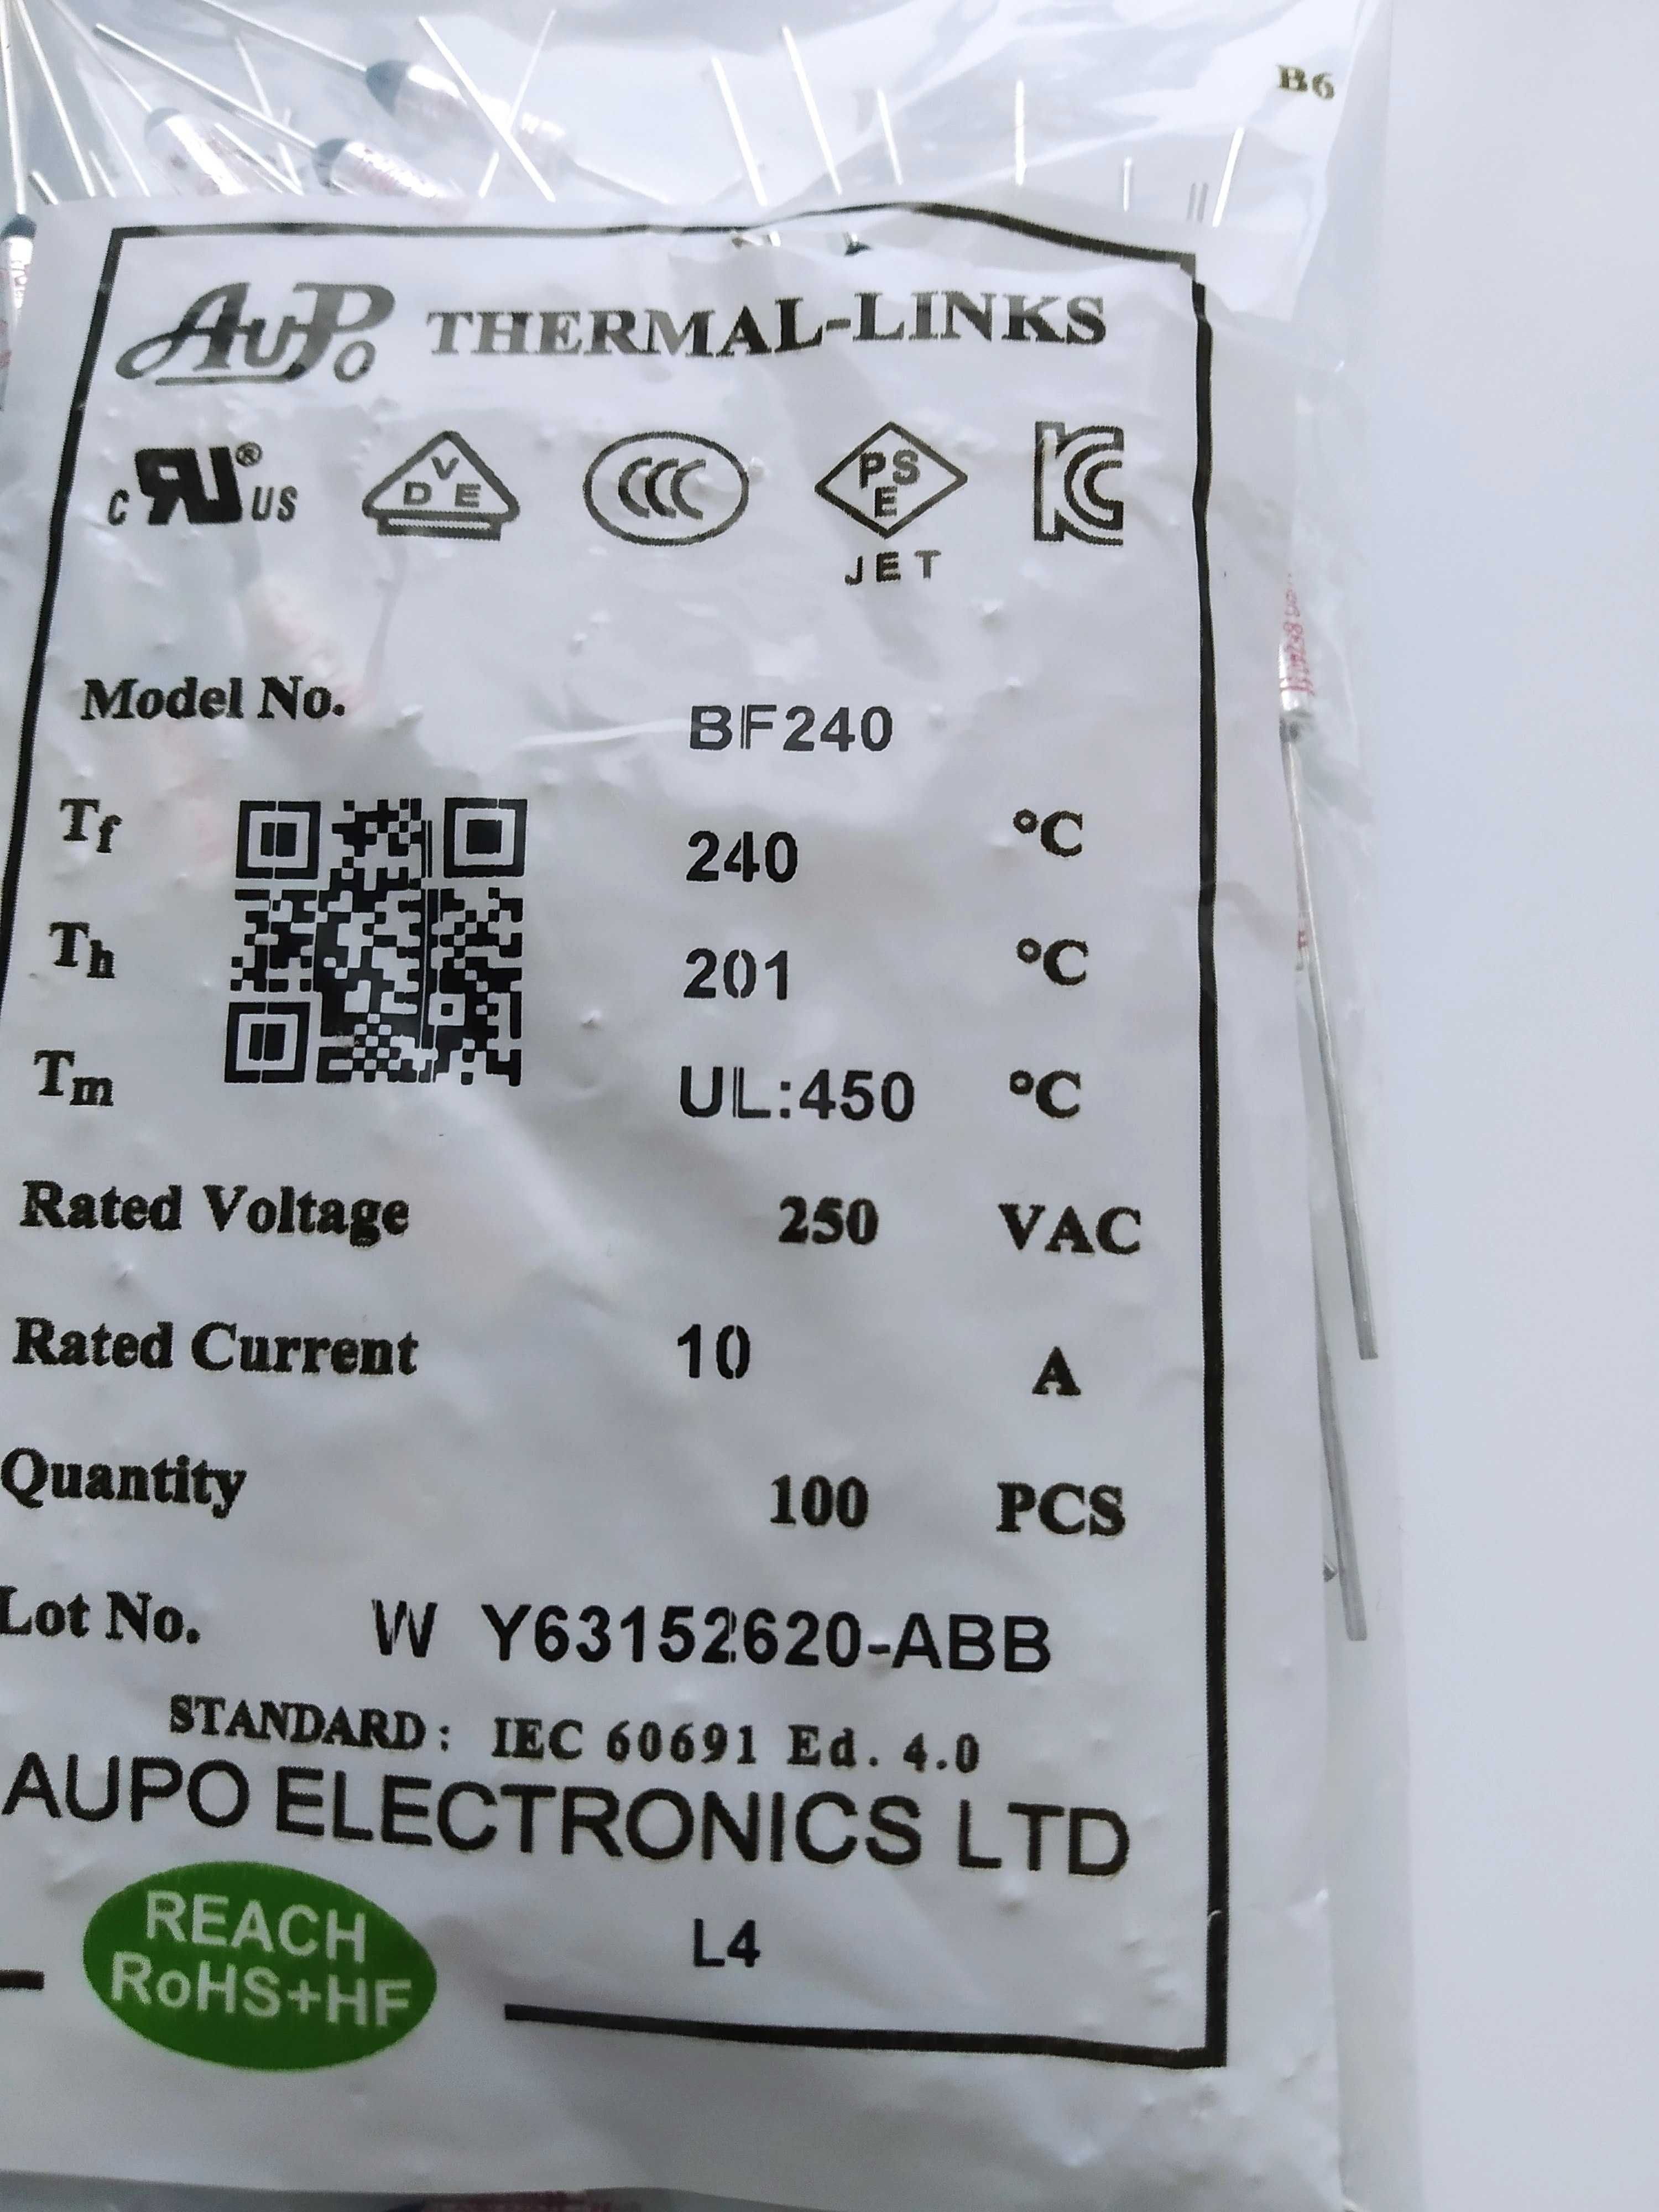 B6
AUPO THERMAL-LINKS
C RU ® US VDE CCC PSE KC
JET
Model No. BF240
Tf 240 °C
Th 201 °C
Tm UL:450 °C
Rated Voltage 250 VAC
Rated Current 10 A
Quantity 100 PCS
Lot No. W Y63152620-ABB
STANDARD: IEC 60691 Ed. 4.0
AUPO ELECTRONICS LTD
REACH
RoHS+HF
L4